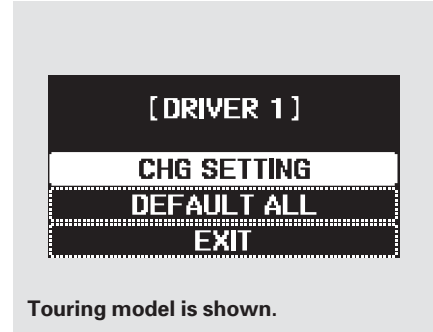 [ DRIVER 1 ]
CHG SETTING
DEFAULT ALL
EXIT
Touring model is shown.